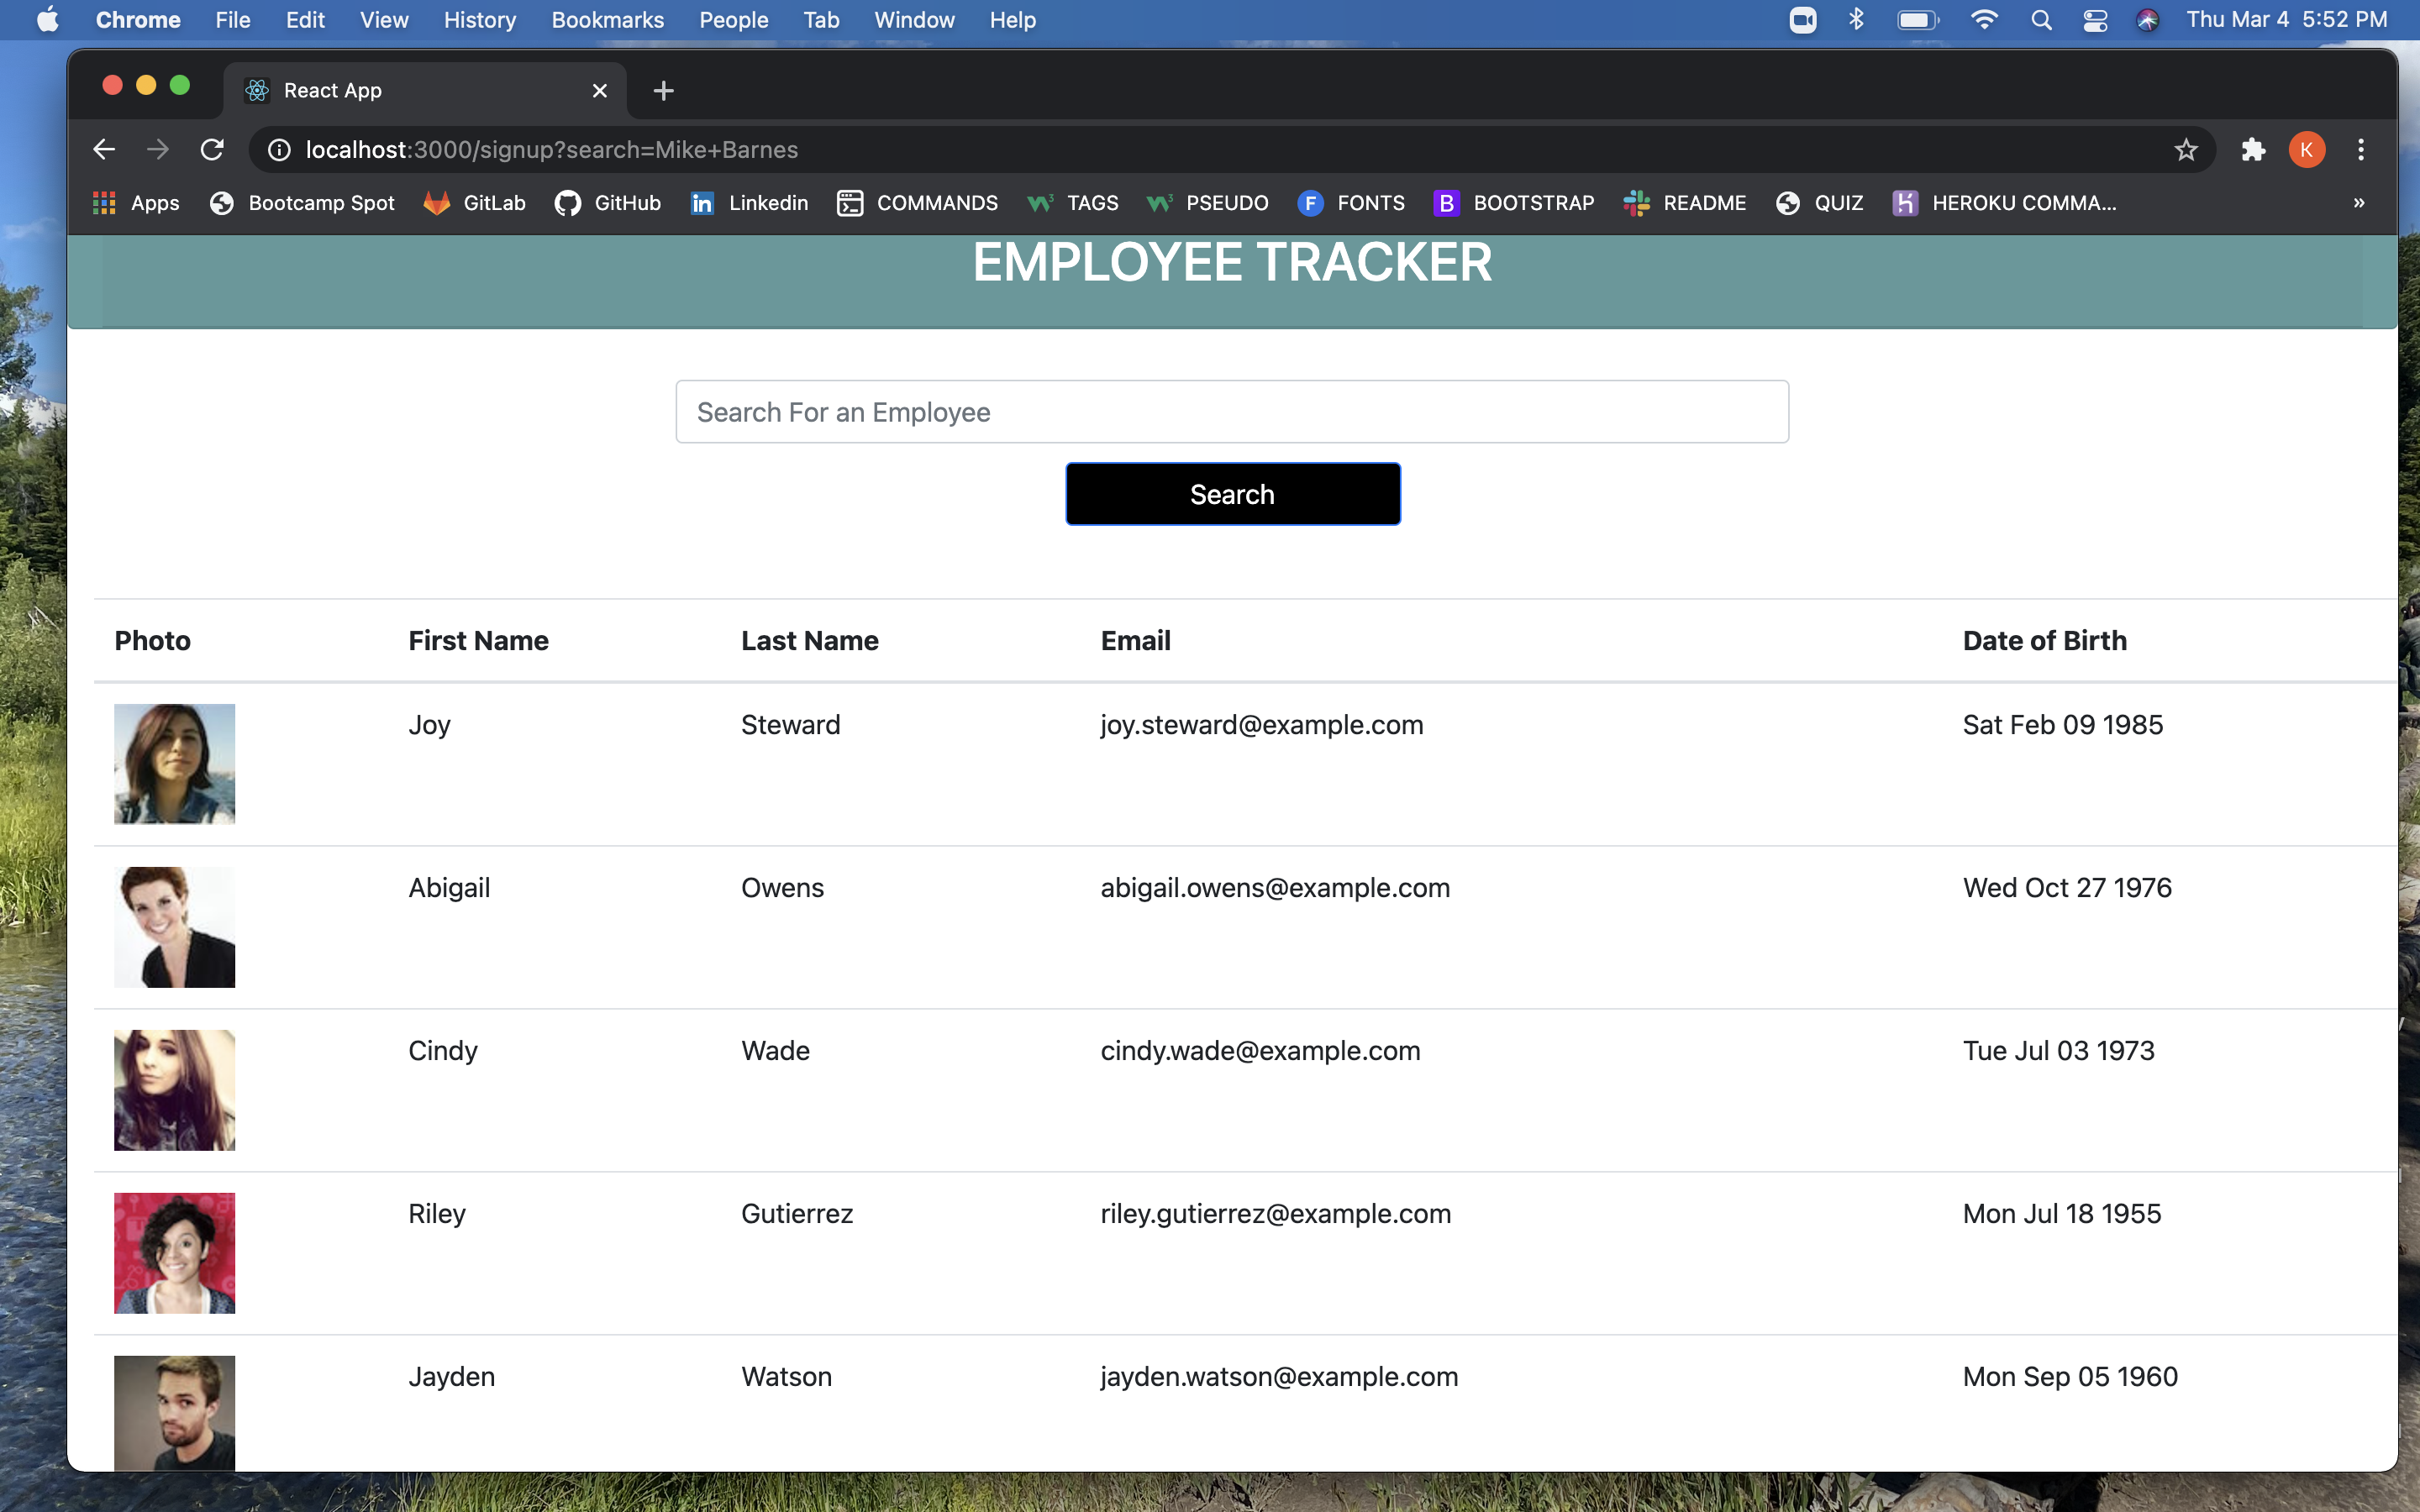 Chrome File Edit View History Bookmarks People Tab Window Help Thu Mar 4 5:52 PM
React App
localhost:3000/signup?search=Mike+Barnes K
Apps Bootcamp Spot GitLab GitHub Linkedin COMMANDS TAGS PSEUDO F FONTS B BOOTSTRAP README QUIZ HEROKU COMMA... »
EMPLOYEE TRACKER
Search For an Employee
Search
Photo First Name Last Name Email Date of Birth
Joy Steward joy.steward@example.com Sat Feb 09 1985
Abigail Owens abigail.owens@example.com Wed Oct 27 1976
Cindy Wade cindy.wade@example.com Tue Jul 03 1973
Riley Gutierrez riley.gutierrez@example.com Mon Jul 18 1955
Jayden Watson jayden.watson@example.com Mon Sep 05 1960